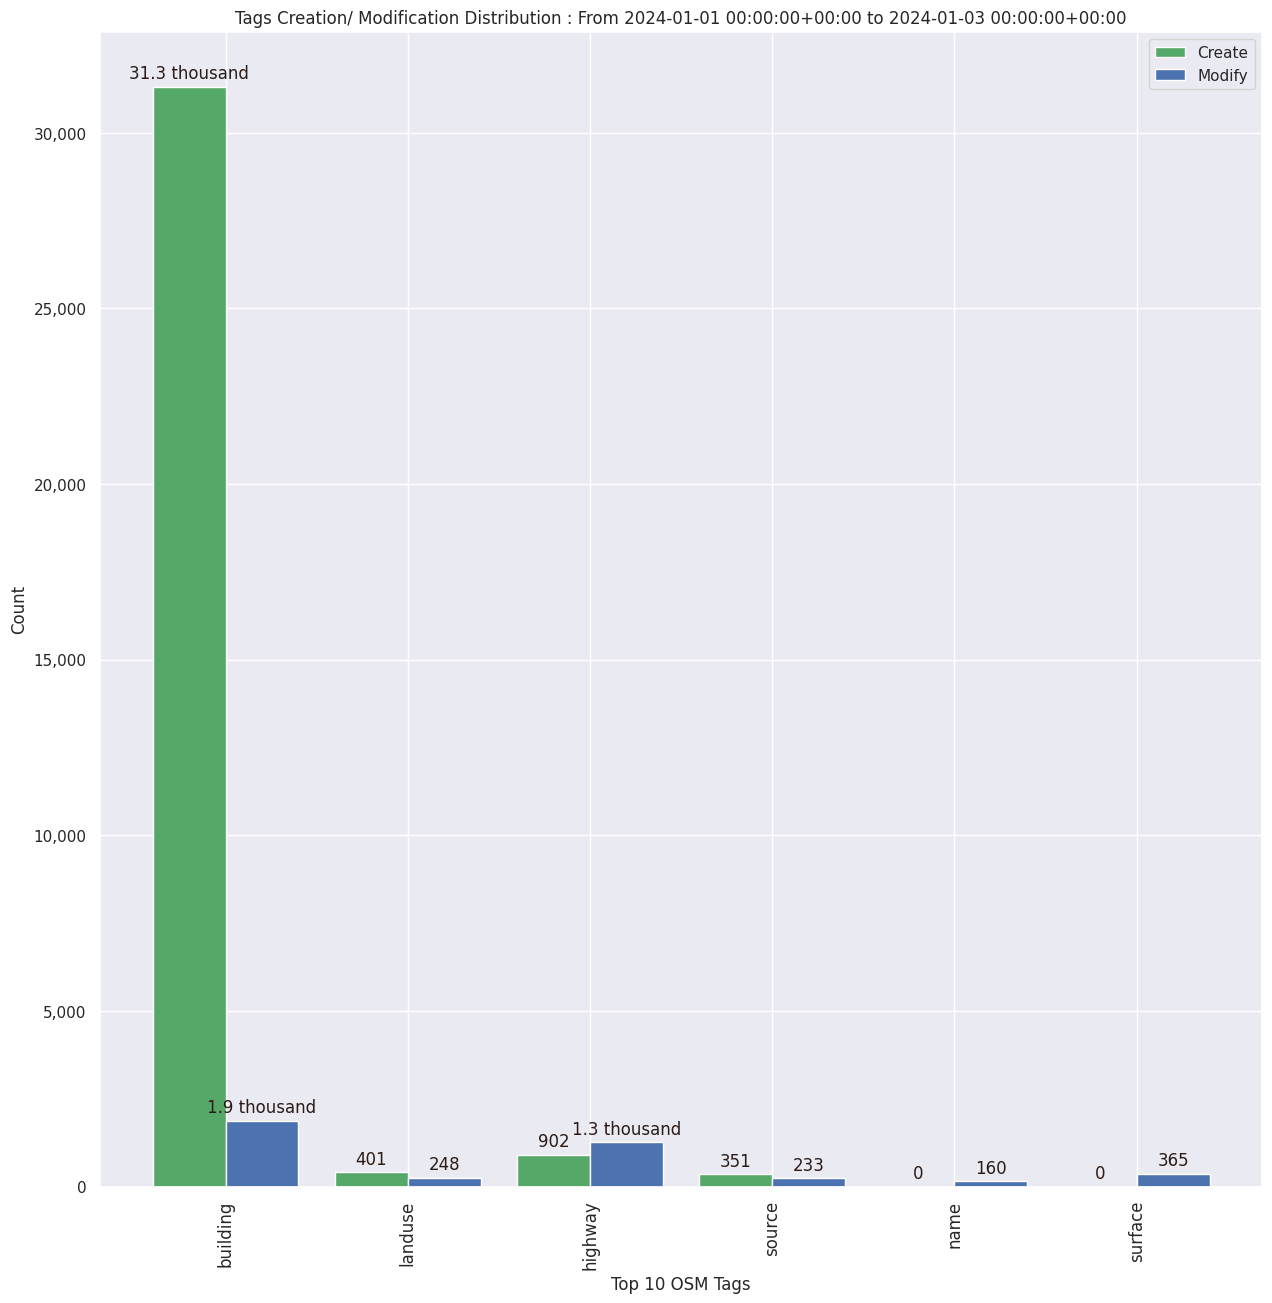 Tags Creation/ Modification Distribution : From 2024-01-01 00:00:00+00:00 to 2024-01-03 00:00:00+00:00
Create
Modify
31.3 thousand
30,000
25,000
20,000
15,000
10,000
5,000
0
Count
1.9 thousand
401
248
902
1.3 thousand
351
233
0
160
0
365
building
landuse
highway
source
name
surface
Top 10 OSM Tags